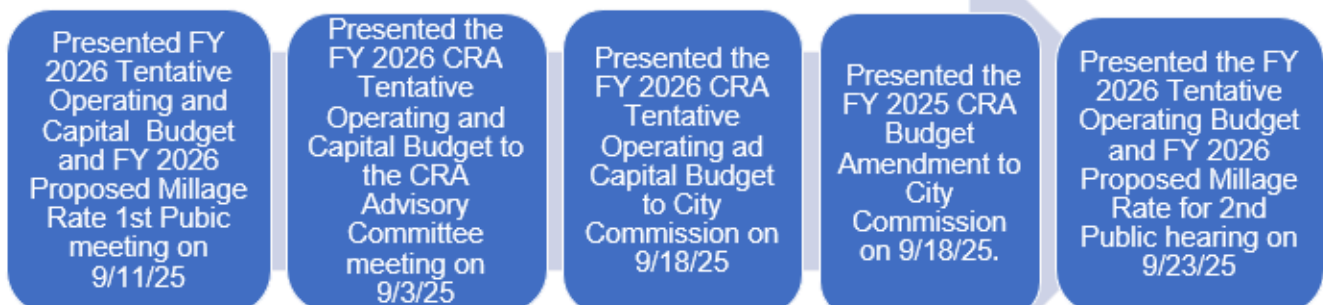 Presented FY
2026 Tentative
Operating and
Capital Budget
and FY 2026
Proposed Millage
Rate 1st Pubic
meeting on
9/11/25
Presented the
FY 2026 CRA
Tentative
Operating and
Capital Budget to
the CRA
Advisory
Committee
meeting on
9/3/25
Presented the
FY 2026 CRA
Tentative
Operating ad
Capital Budget
to City
Commission on
9/18/25
Presented the
FY 2025 CRA
Budget
Amendment to
City
Commission
on 9/18/25.
Presented the FY
2026 Tentative
Operating Budget
and FY 2026
Proposed Millage
Rate for 2nd
Public hearing on
9/23/25